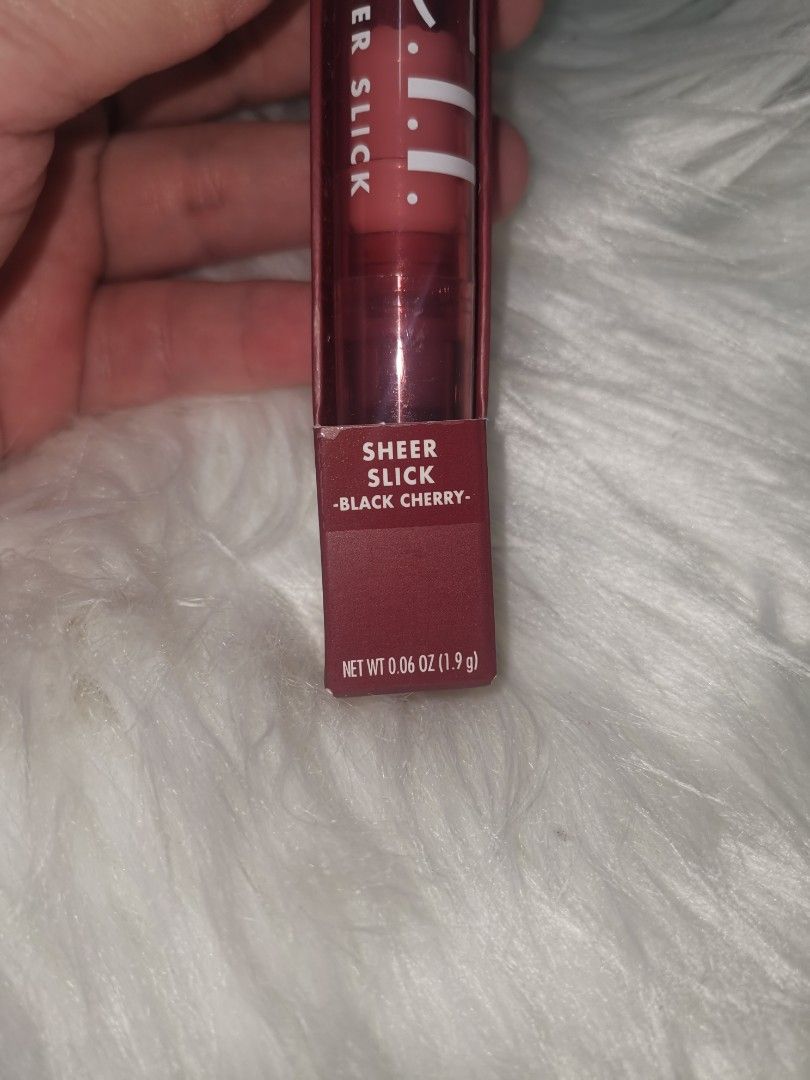 ER SLICK
e.l.f.
SHEER
SLICK
-BLACK CHERRY-
NET WT 0.06 OZ (1.9 g)